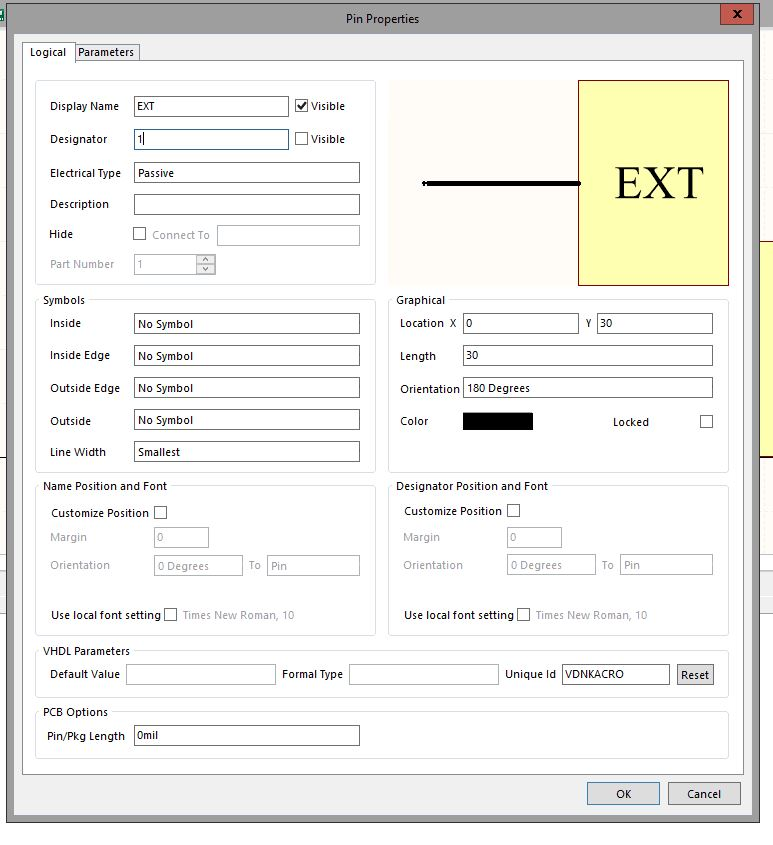 Pin Properties
X
Logical Parameters
Display Name EXT Visible
Designator 1 Visible
Electrical Type Passive
Description
Hide Connect To
Part Number 1
EXT
Symbols
Inside No Symbol
Inside Edge No Symbol
Outside Edge No Symbol
Outside No Symbol
Line Width Smallest
Graphical
Location X 0 Y 30
Length 30
Orientation 180 Degrees
Color Locked
Name Position and Font
Customize Position
Margin 0
Orientation 0 Degrees To Pin
Use local font setting Times New Roman, 10
Designator Position and Font
Customize Position
Margin 0
Orientation 0 Degrees To Pin
Use local font setting Times New Roman, 10
VHDL Parameters
Default Value Formal Type Unique Id VDNKACRO Reset
PCB Options
Pin/Pkg Length 0mil
OK Cancel